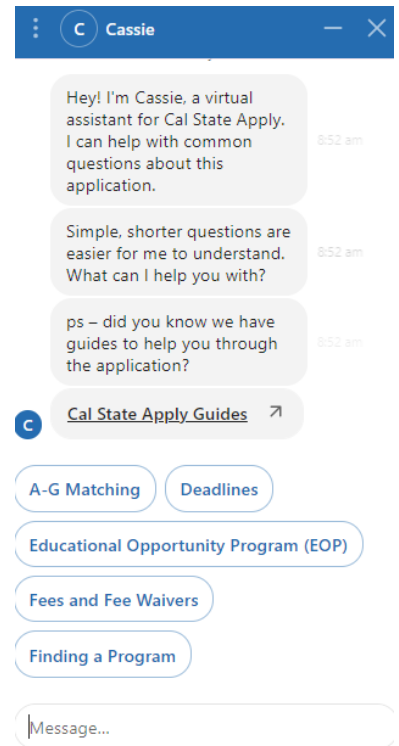 C Cassie
Hey! I'm Cassie, a virtual
assistant for Cal State Apply.
I can help with common
questions about this
application.
8:52 am
Simple, shorter questions are
easier for me to understand.
What can I help you with?
8:52 am
ps – did you know we have
guides to help you through
the application?
8:52 am
C
Cal State Apply Guides
A-G Matching
Deadlines
Educational Opportunity Program (EOP)
Fees and Fee Waivers
Finding a Program
Message...